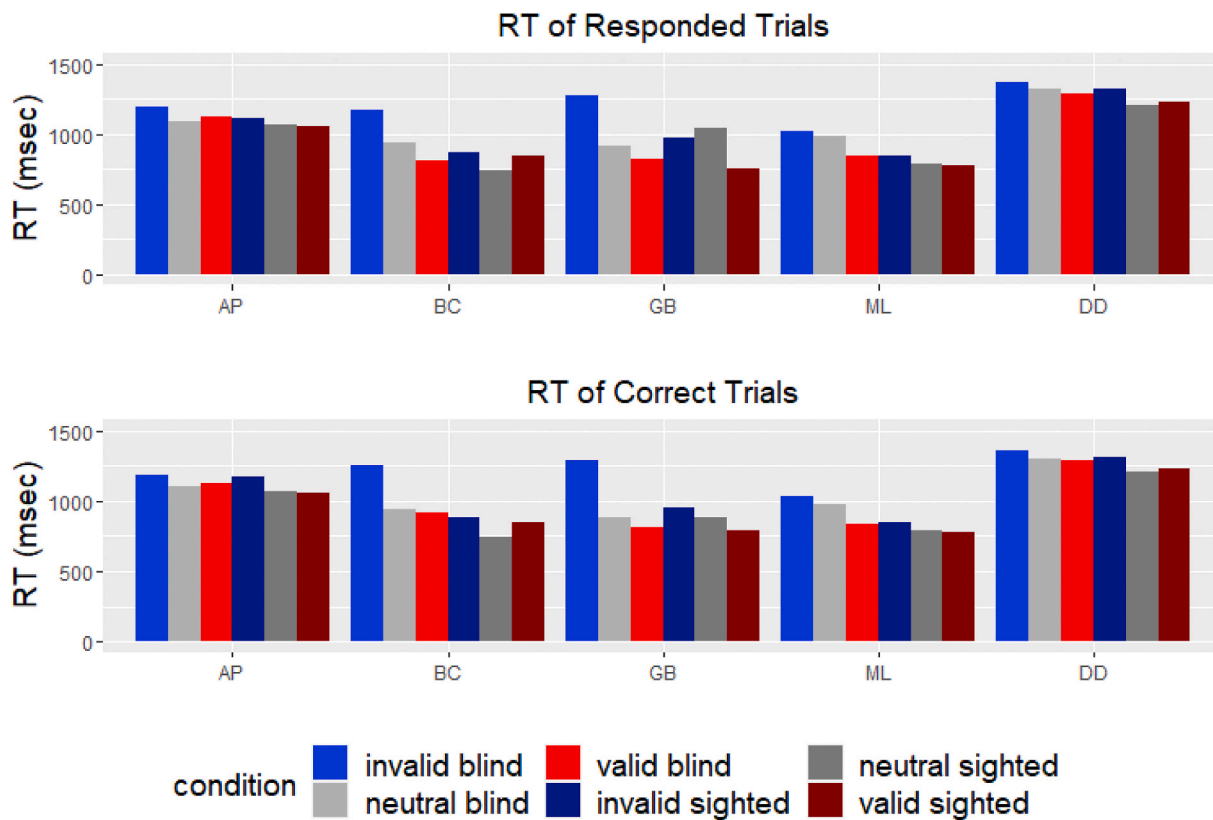 RT of Responded Trials
RT (msec)
1500
1000
500
0
AP BC GB ML DD
RT of Correct Trials
RT (msec)
1500
1000
500
0
AP BC GB ML DD
condition
invalid blind valid blind neutral sighted
neutral blind invalid sighted valid sighted